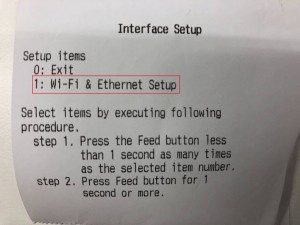 Interface Setup
Setup items
0: Exit
1: Wi-Fi & Ethernet Setup
Select items by executing following
procedure.
step 1. Press the Feed button less
than 1 second as many times
as the selected item number.
step 2. Press Feed button for 1
second or more.